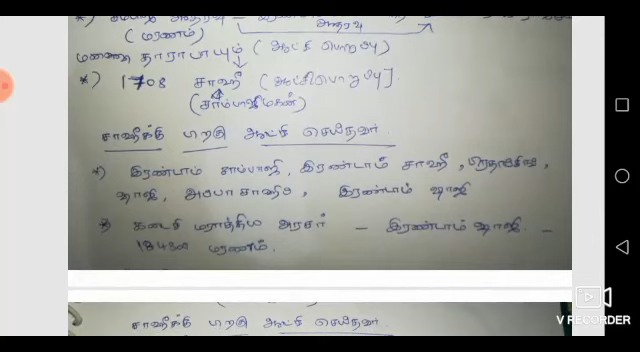 (மரணம்)
மனைவி தாராபாயும் (ஆட்சி பொறுப்பு)
*) 1708 சாஹீ (ஆட்சிபொறுப்பு]
(சாம்பாஜிமகன்)
சாஹீக்கு பிறகு ஆட்சி செய்தவர்.
*) இரண்டாம் சாம்பாஜி, இரண்டாம் சாஹீ, பிரதாபசிங்,
ஷாஜி, அப்பா சாஹிப், இரண்டாம் ஷாஜி
*) கடைசி மராத்திய அரசர் - இரண்டாம் ஷாஜி. -
1848ல மரணம்.
சாஹீக்கு பிறகு ஆட்சி செய்தவர்.
V RECORDER